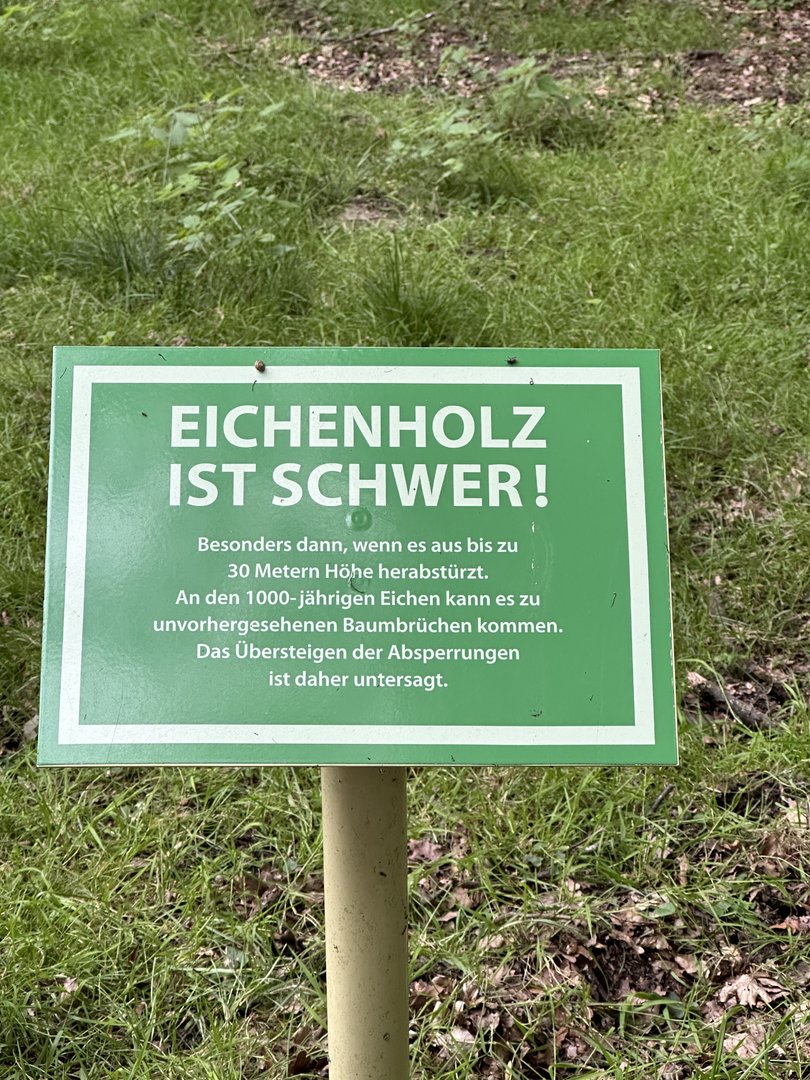 EICHENHOLZ
IST SCHWER!
Besonders dann, wenn es aus bis zu
30 Metern Höhe herabstürzt.
An den 1000-jährigen Eichen kann es zu
unvorhergesehenen Baumbrüchen kommen.
Das Übersteigen der Absperrungen
ist daher untersagt.